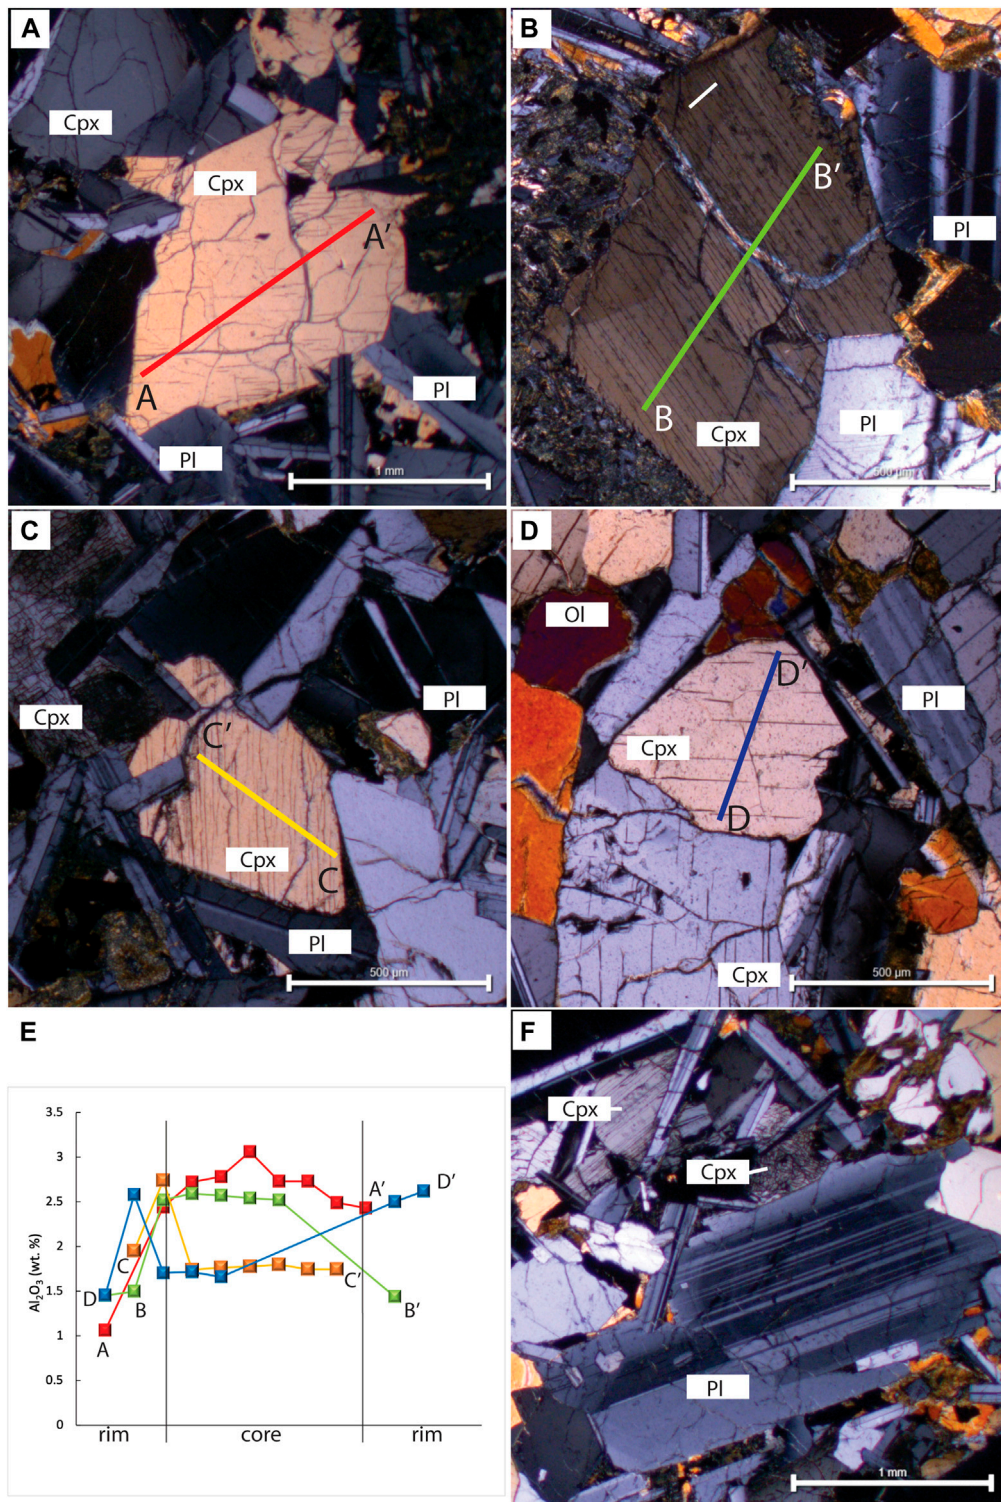 A
Cpx
Cpx
A'
A
Pl
Pl
1 mm
B
B'
Pl
B
Cpx
Pl
500 µm
C
Pl
Cpx
C'
Cpx
C
Pl
500 µm
D
Ol
D'
Pl
Cpx
D
Cpx
500 µm
E
3.5
3
2.5
2
1.5
1
0.5
0
Al2O3 (wt. %)
D
C
A
B
A'
D'
C'
B'
rim
core
rim
F
Cpx
Cpx
Pl
1 mm